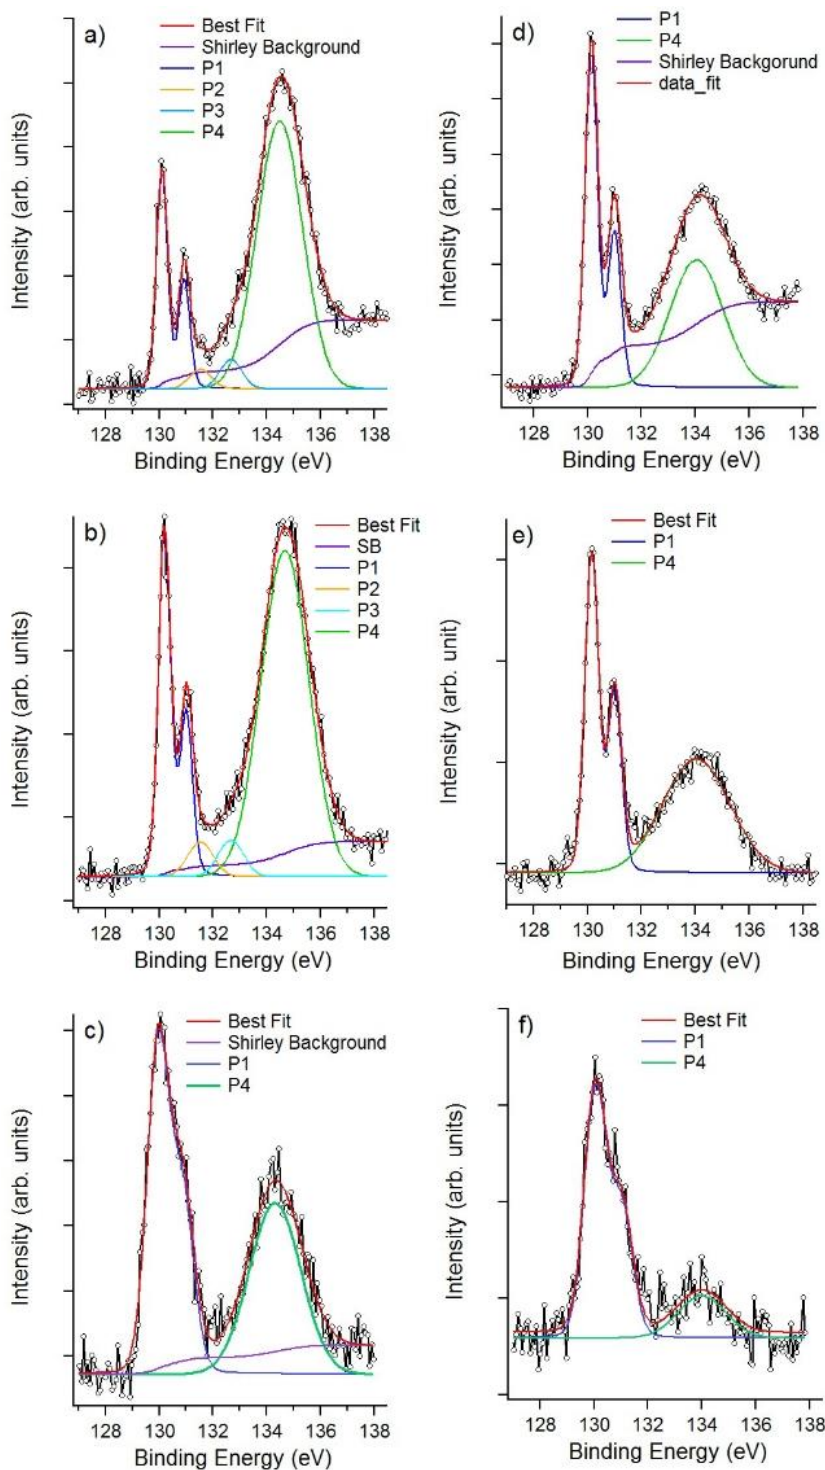 a)
Best Fit
Shirley Background
P1
P2
P3
P4
Intensity (arb. units)
128 130 132 134 136 138
Binding Energy (eV)
d)
P1
P4
Shirley Backgorund
data_fit
Intensity (arb. units)
128 130 132 134 136 138
Binding Energy (eV)
b)
Best Fit
SB
P1
P2
P3
P4
Intensity (arb. units)
128 130 132 134 136 138
Binding Energy (eV)
e)
Best Fit
P1
P4
Intensity (arb. unit)
128 130 132 134 136 138
Binding Energy (eV)
c)
Best Fit
Shirley Background
P1
P4
Intensity (arb. units)
128 130 132 134 136 138
Binding Energy (eV)
f)
Best Fit
P1
P4
Intensity (arb. units)
128 130 132 134 136 138
Binding Energy (eV)